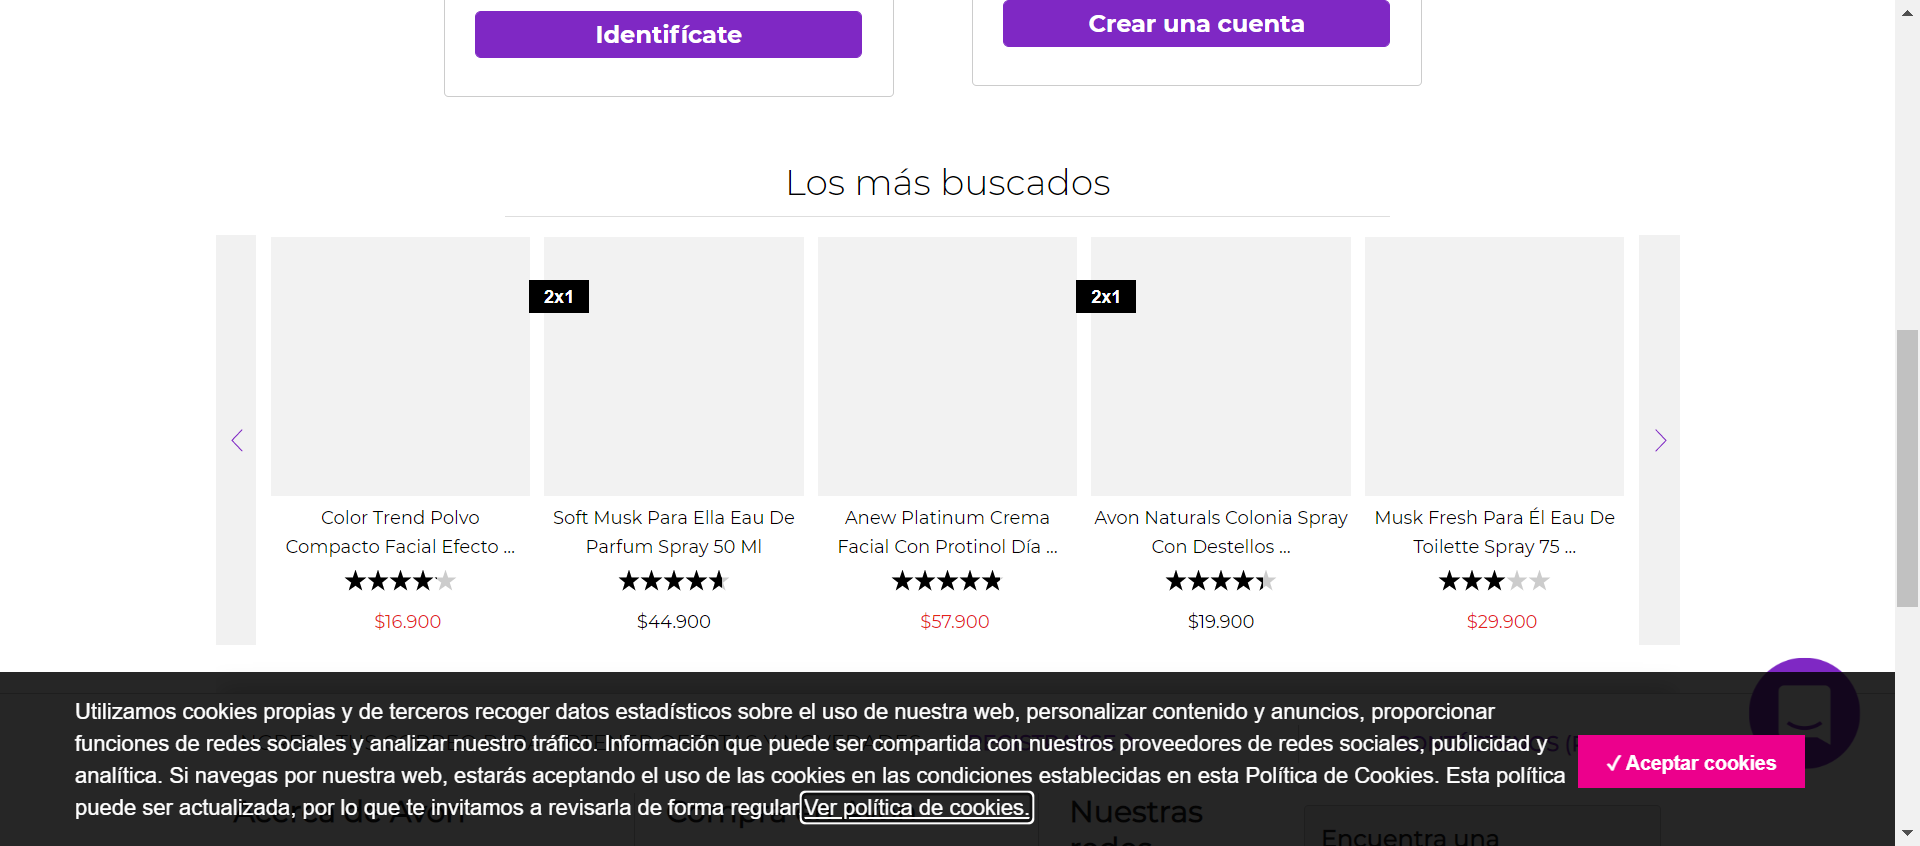 Identifícate
Crear una cuenta
Los más buscados
2x1
2x1
Color Trend Polvo
Compacto Facial Efecto ...
$16.900
Soft Musk Para Ella Eau De
Parfum Spray 50 Ml
$44.900
Anew Platinum Crema
Facial Con Protinol Día ...
$57.900
Avon Naturals Colonia Spray
Con Destellos ...
$19.900
Musk Fresh Para Él Eau De
Toilette Spray 75 ...
$29.900
Utilizamos cookies propias y de terceros recoger datos estadísticos sobre el uso de nuestra web, personalizar contenido y anuncios, proporcionar
funciones de redes sociales y analizar nuestro tráfico. Información que puede ser compartida con nuestros proveedores de redes sociales, publicidad y
analítica. Si navegas por nuestra web, estarás aceptando el uso de las cookies en las condiciones establecidas en esta Política de Cookies. Esta política
puede ser actualizada, por lo que te invitamos a revisarla de forma regular Ver política de cookies.
✓ Aceptar cookies
Acerca de Avon
Compra
Nuestras
redes
Encuentra una